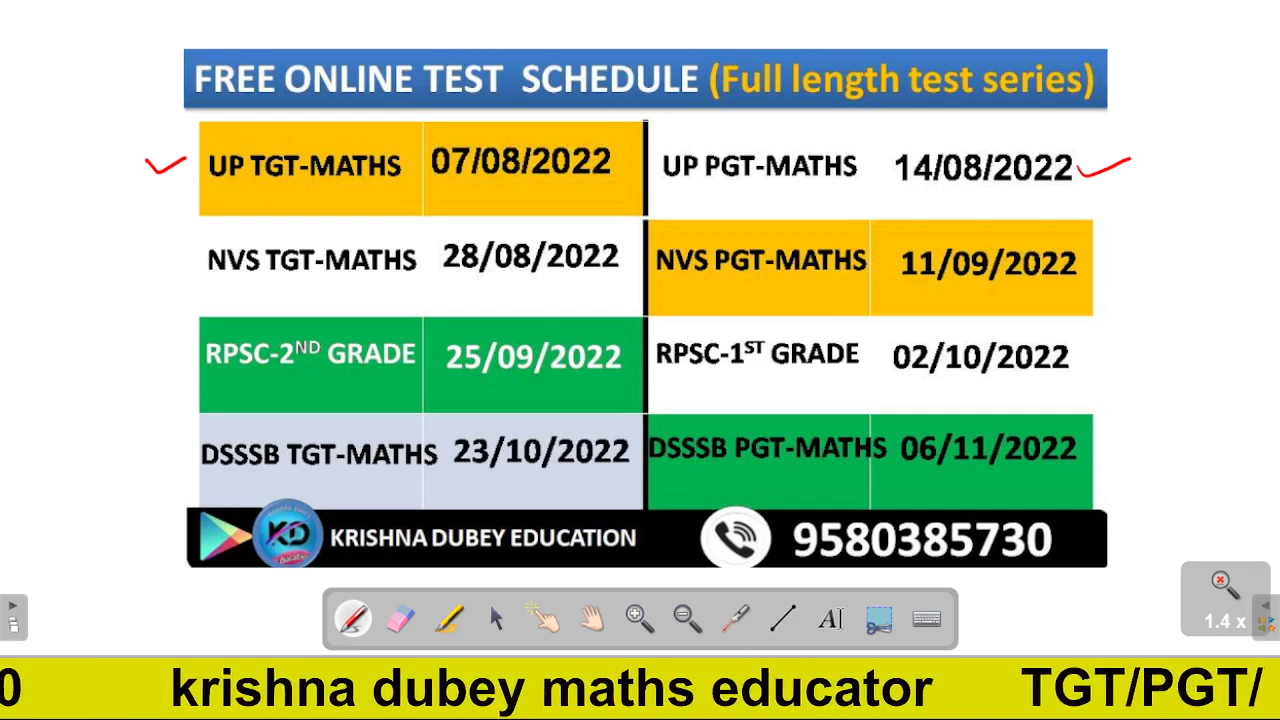 FREE ONLINE TEST SCHEDULE (Full length test series)
UP TGT-MATHS 07/08/2022 UP PGT-MATHS 14/08/2022
NVS TGT-MATHS 28/08/2022 NVS PGT-MATHS 11/09/2022
RPSC-2ND GRADE 25/09/2022 RPSC-1ST GRADE 02/10/2022
DSSSB TGT-MATHS 23/10/2022 DSSSB PGT-MATHS 06/11/2022
KD KRISHNA DUBEY EDUCATION 9580385730
AI
1.4 x
0 krishna dubey maths educator TGT/PGT/